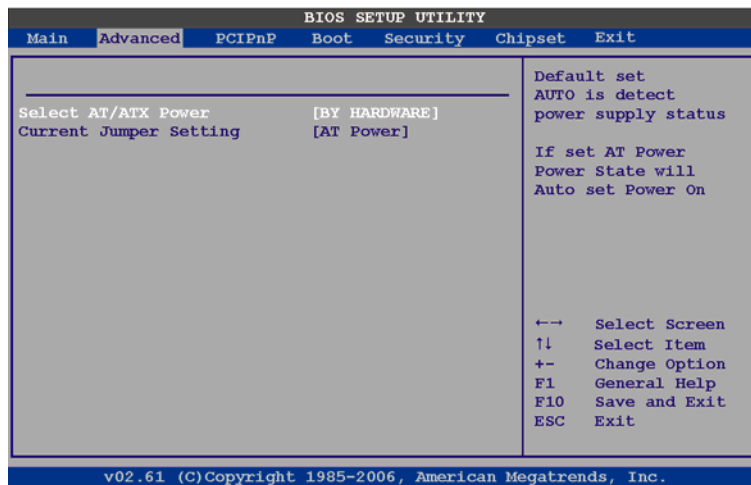 BIOS SETUP UTILITY
Main Advanced PCIPnP Boot Security Chipset Exit
Select AT/ATX Power [BY HARDWARE]
Current Jumper Setting [AT Power]
Default set
AUTO is detect
power supply status
If set AT Power
Power State will
Auto set Power On
←→ Select Screen
↑↓ Select Item
+- Change Option
F1 General Help
F10 Save and Exit
ESC Exit
v02.61 (C)Copyright 1985-2006, American Megatrends, Inc.